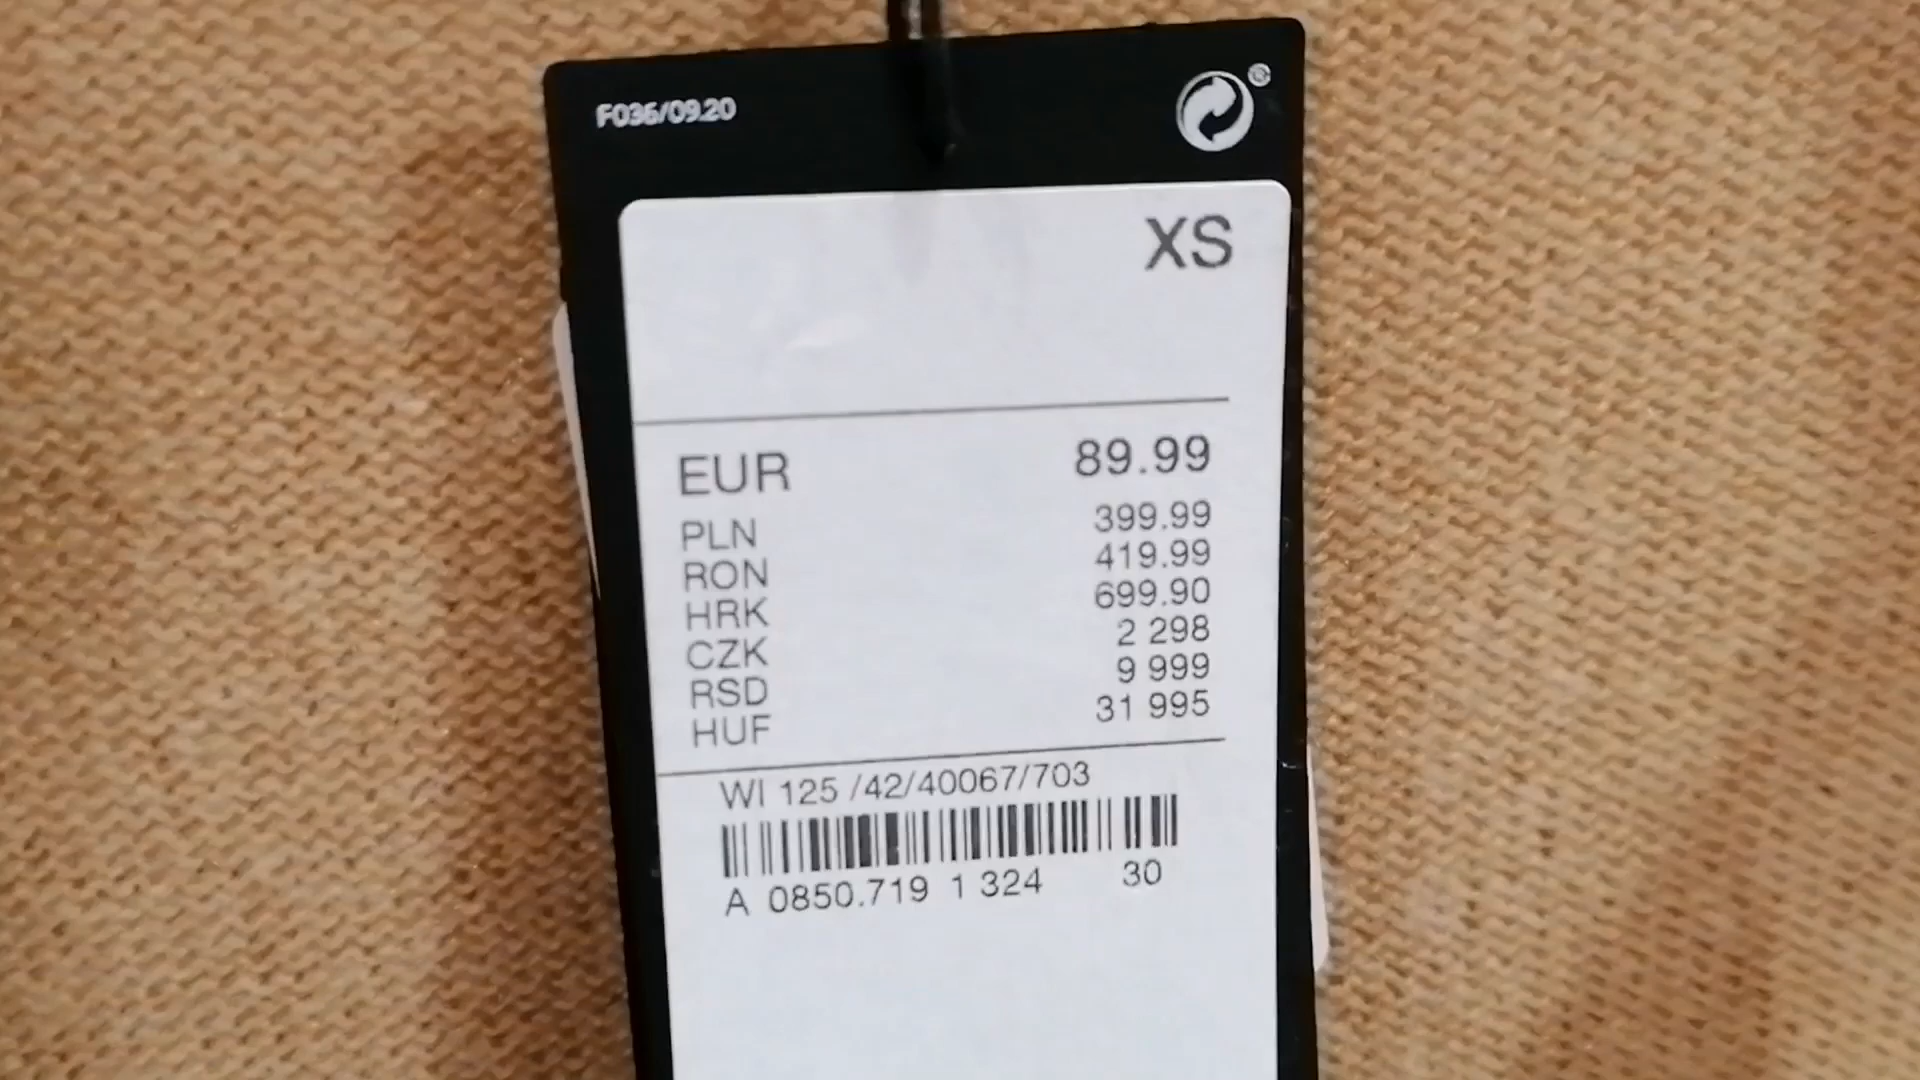 F036/09.20
XS
EUR 89.99
PLN 399.99
RON 419.99
HRK 699.90
CZK 2 298
RSD 9 999
HUF 31 995
WI 125 /42/40067/703
A 0850.719 1 324 30